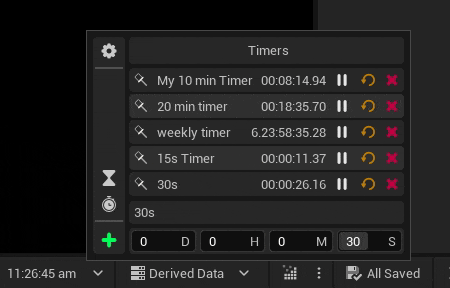 Timers
My 10 min Timer 00:08:14.94
20 min timer 00:18:35.70
weekly timer 6.23:58:35.28
15s Timer 00:00:11.37
30s 00:00:26.16
30s
0 D 0 H 0 M 30 S
11:26:45 am Derived Data All Saved